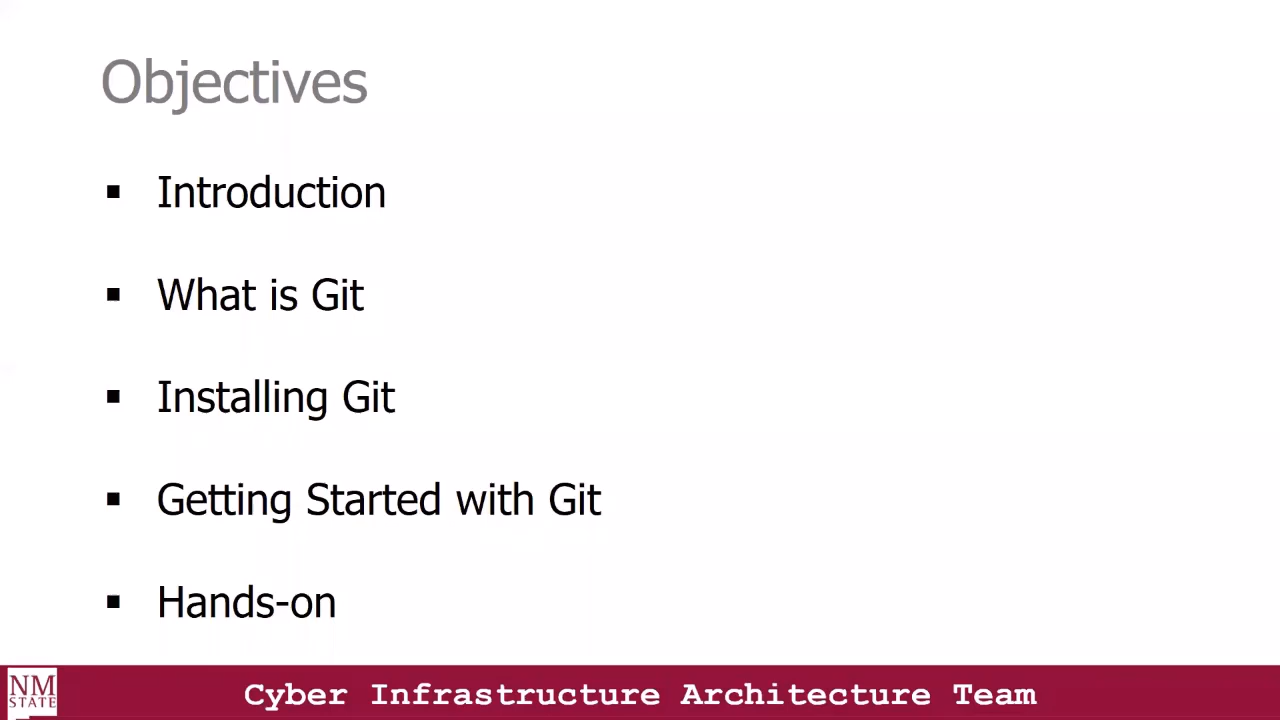 Objectives
▪ Introduction
▪ What is Git
▪ Installing Git
▪ Getting Started with Git
▪ Hands-on
NM
STATE
Cyber Infrastructure Architecture Team